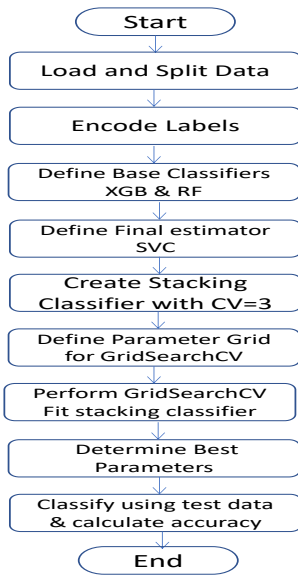 Start
Load and Split Data
Encode Labels
Define Base Classifiers
XGB & RF
Define Final estimator
SVC
Create Stacking
Classifier with CV=3
Define Parameter Grid
for GridSearchCV
Perform GridSearchCV
Fit stacking classifier
Determine Best
Parameters
Classify using test data
& calculate accuracy
End